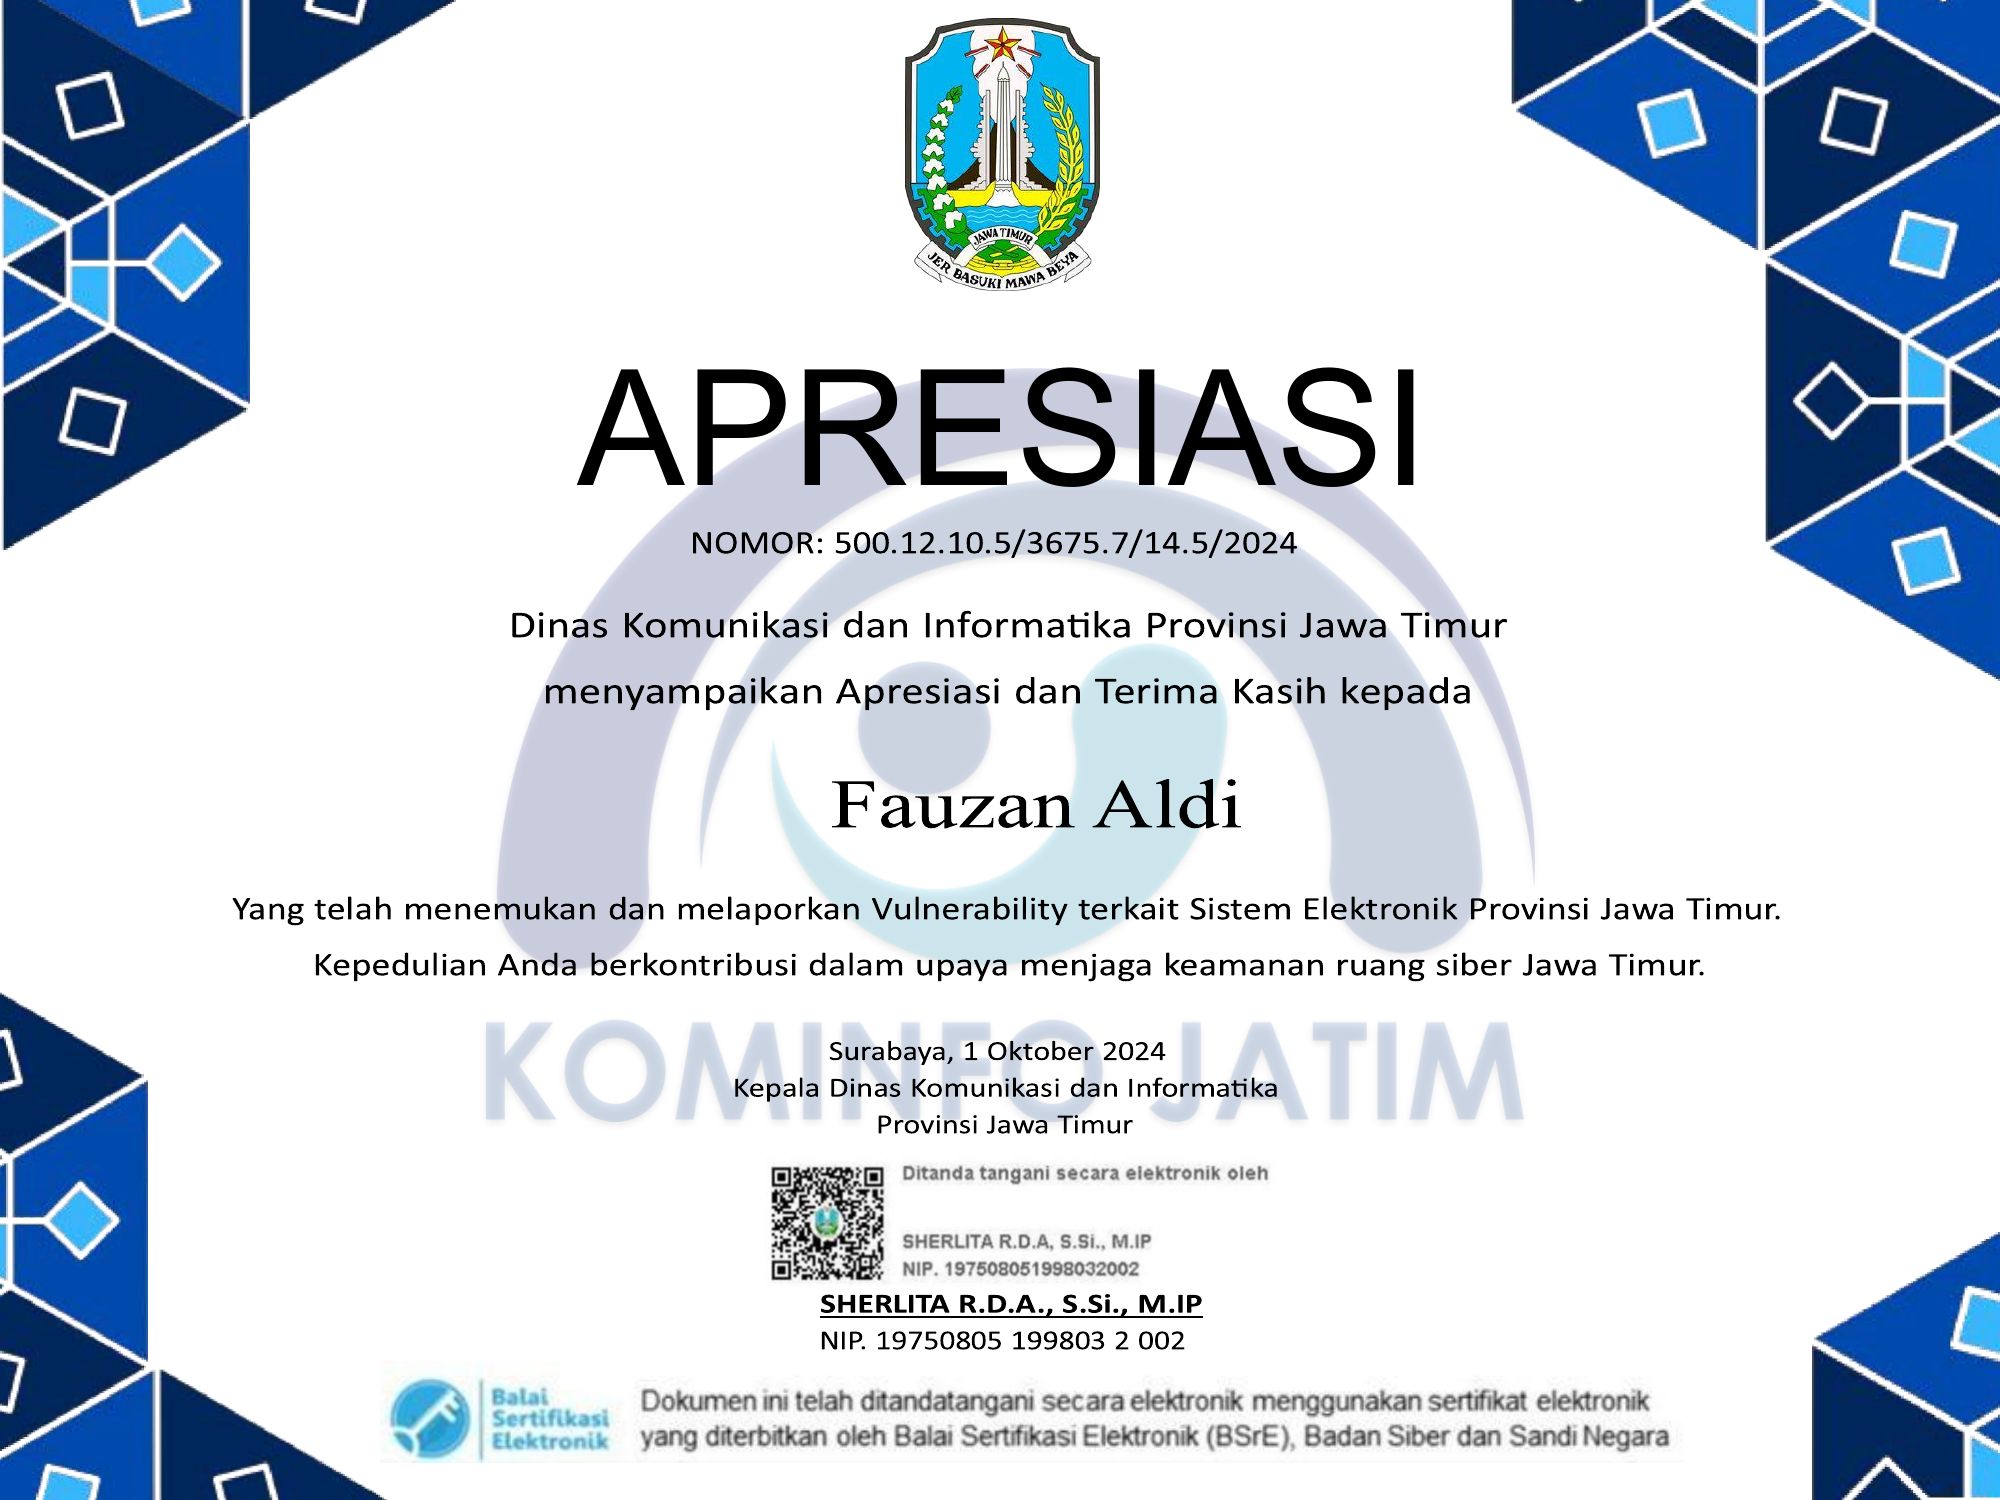 JAWA TIMUR
JER BASUKI MAWA BEYA
APRESIASI
NOMOR: 500.12.10.5/3675.7/14.5/2024
Dinas Komunikasi dan Informatika Provinsi Jawa Timur
menyampaikan Apresiasi dan Terima Kasih kepada
Fauzan Aldi
Yang telah menemukan dan melaporkan Vulnerability terkait Sistem Elektronik Provinsi Jawa Timur.
Kepedulian Anda berkontribusi dalam upaya menjaga keamanan ruang siber Jawa Timur.
KOMINFO JATIM
Surabaya, 1 Oktober 2024
Kepala Dinas Komunikasi dan Informatika
Provinsi Jawa Timur
Ditanda tangani secara elektronik oleh
SHERLITA R.D.A, S.Si., M.IP
NIP. 197508051998032002
SHERLITA R.D.A., S.Si., M.IP
NIP. 19750805 199803 2 002
Balai
Sertifikasi
Elektronik
Dokumen ini telah ditandatangani secara elektronik menggunakan sertifikat elektronik
yang diterbitkan oleh Balai Sertifikasi Elektronik (BSrE), Badan Siber dan Sandi Negara